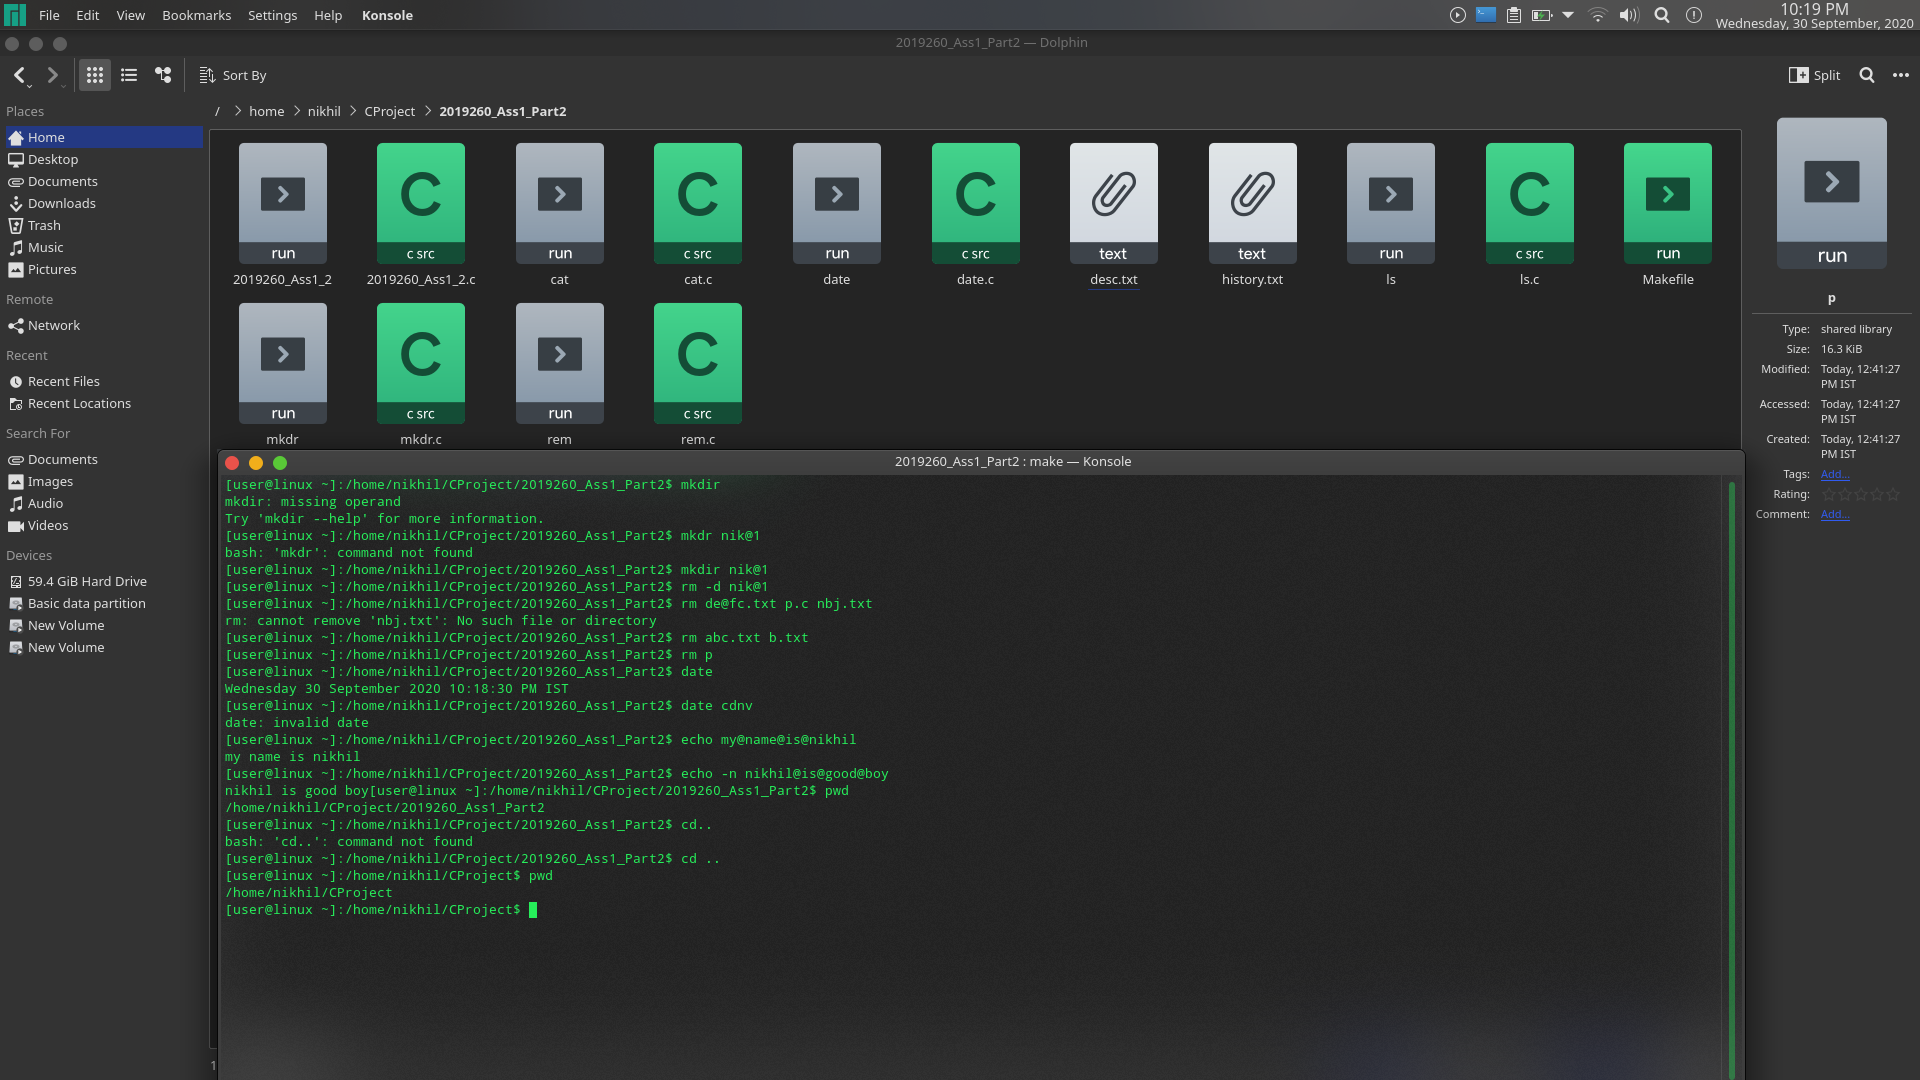 File Edit View Bookmarks Settings Help Konsole
10:19 PM
Wednesday, 30 September, 2020
2019260_Ass1_Part2 — Dolphin
Sort By
Split
Places
/ > home > nikhil > CProject > 2019260_Ass1_Part2
Home
Desktop
Documents
Downloads
Trash
Music
Pictures
Remote
Network
Recent
Recent Files
Recent Locations
Search For
Documents
Images
Audio
Videos
Devices
59.4 GiB Hard Drive
Basic data partition
New Volume
New Volume
run c src run c src run c src text text run c src run
2019260_Ass1_2 2019260_Ass1_2.c cat cat.c date date.c desc.txt history.txt ls ls.c Makefile
run c src run c src
mkdr mkdr.c rem rem.c
run
p
Type: shared library
Size: 16.3 KiB
Modified: Today, 12:41:27
PM IST
Accessed: Today, 12:41:27
PM IST
Created: Today, 12:41:27
PM IST
Tags: Add...
Rating:
Comment: Add...
2019260_Ass1_Part2 : make — Konsole
[user@linux ~]:/home/nikhil/CProject/2019260_Ass1_Part2$ mkdir
mkdir: missing operand
Try 'mkdir --help' for more information.
[user@linux ~]:/home/nikhil/CProject/2019260_Ass1_Part2$ mkdr nik@1
bash: 'mkdr': command not found
[user@linux ~]:/home/nikhil/CProject/2019260_Ass1_Part2$ mkdir nik@1
[user@linux ~]:/home/nikhil/CProject/2019260_Ass1_Part2$ rm -d nik@1
[user@linux ~]:/home/nikhil/CProject/2019260_Ass1_Part2$ rm de@fc.txt p.c nbj.txt
rm: cannot remove 'nbj.txt': No such file or directory
[user@linux ~]:/home/nikhil/CProject/2019260_Ass1_Part2$ rm abc.txt b.txt
[user@linux ~]:/home/nikhil/CProject/2019260_Ass1_Part2$ rm p
[user@linux ~]:/home/nikhil/CProject/2019260_Ass1_Part2$ date
Wednesday 30 September 2020 10:18:30 PM IST
[user@linux ~]:/home/nikhil/CProject/2019260_Ass1_Part2$ date cdnv
date: invalid date
[user@linux ~]:/home/nikhil/CProject/2019260_Ass1_Part2$ echo my@name@is@nikhil
my name is nikhil
[user@linux ~]:/home/nikhil/CProject/2019260_Ass1_Part2$ echo -n nikhil@is@good@boy
nikhil is good boy[user@linux ~]:/home/nikhil/CProject/2019260_Ass1_Part2$ pwd
/home/nikhil/CProject/2019260_Ass1_Part2
[user@linux ~]:/home/nikhil/CProject/2019260_Ass1_Part2$ cd..
bash: 'cd..': command not found
[user@linux ~]:/home/nikhil/CProject/2019260_Ass1_Part2$ cd ..
[user@linux ~]:/home/nikhil/CProject$ pwd
/home/nikhil/CProject
[user@linux ~]:/home/nikhil/CProject$
1